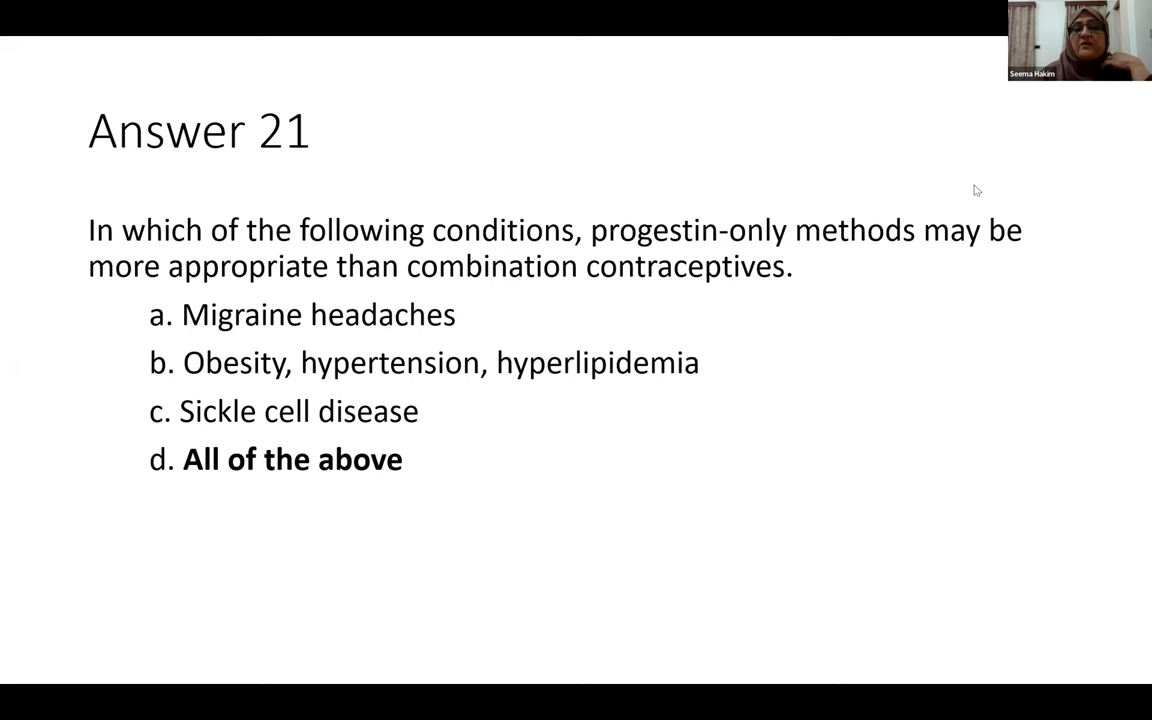 Seema Hakim
Answer 21
In which of the following conditions, progestin-only methods may be
more appropriate than combination contraceptives.
a. Migraine headaches
b. Obesity, hypertension, hyperlipidemia
c. Sickle cell disease
d. All of the above